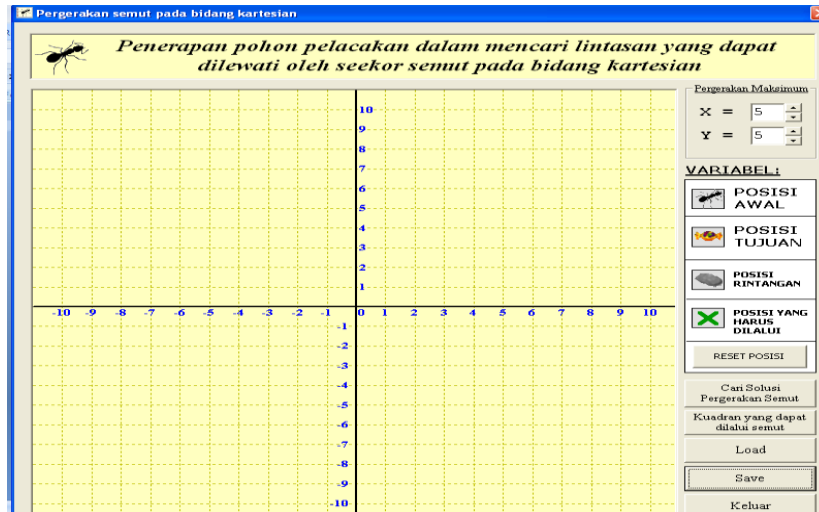 Pergerakan semut pada bidang kartesian
Penerapan pohon pelacakan dalam mencari lintasan yang dapat
dilewati oleh seekor semut pada bidang kartesian
10
9
8
7
6
5
4
3
2
1
-10 -9 -8 -7 -6 -5 -4 -3 -2 -1 0 1 2 3 4 5 6 7 8 9 10
-1
-2
-3
-4
-5
-6
-7
-8
-9
-10
Pergerakan Maksimum
X = 5
Y = 5
VARIABEL:
POSISI
AWAL
POSISI
TUJUAN
POSISI
RINTANGAN
POSISI YANG
HARUS
DILALUI
RESET POSISI
Cari Solusi
Pergerakan Semut
Kuadran yang dapat
dilalui semut
Load
Save
Keluar